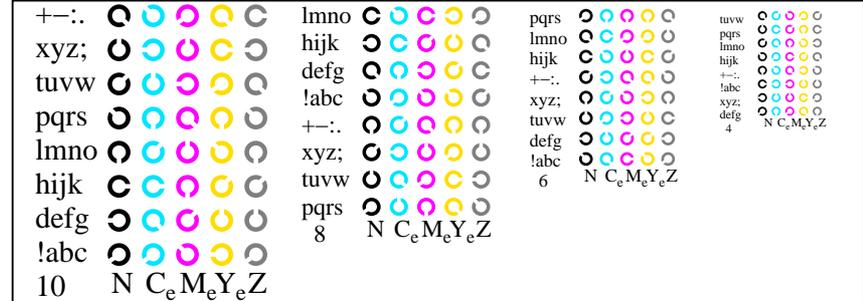 +−:.
xyz;
tuvw
pqrs
lmno
hijk
defg
!abc
10 N CeMeYeZ
lmno
hijk
defg
!abc
+−:.
xyz;
tuvw
pqrs
8 N CeMeYeZ
pqrs
lmno
hijk
+−:.
xyz;
tuvw
defg
!abc
6 N CeMeYeZ
tuvw
pqrs
lmno
hijk
+−:.
!abc
xyz;
defg
4 N CeMeYeZ